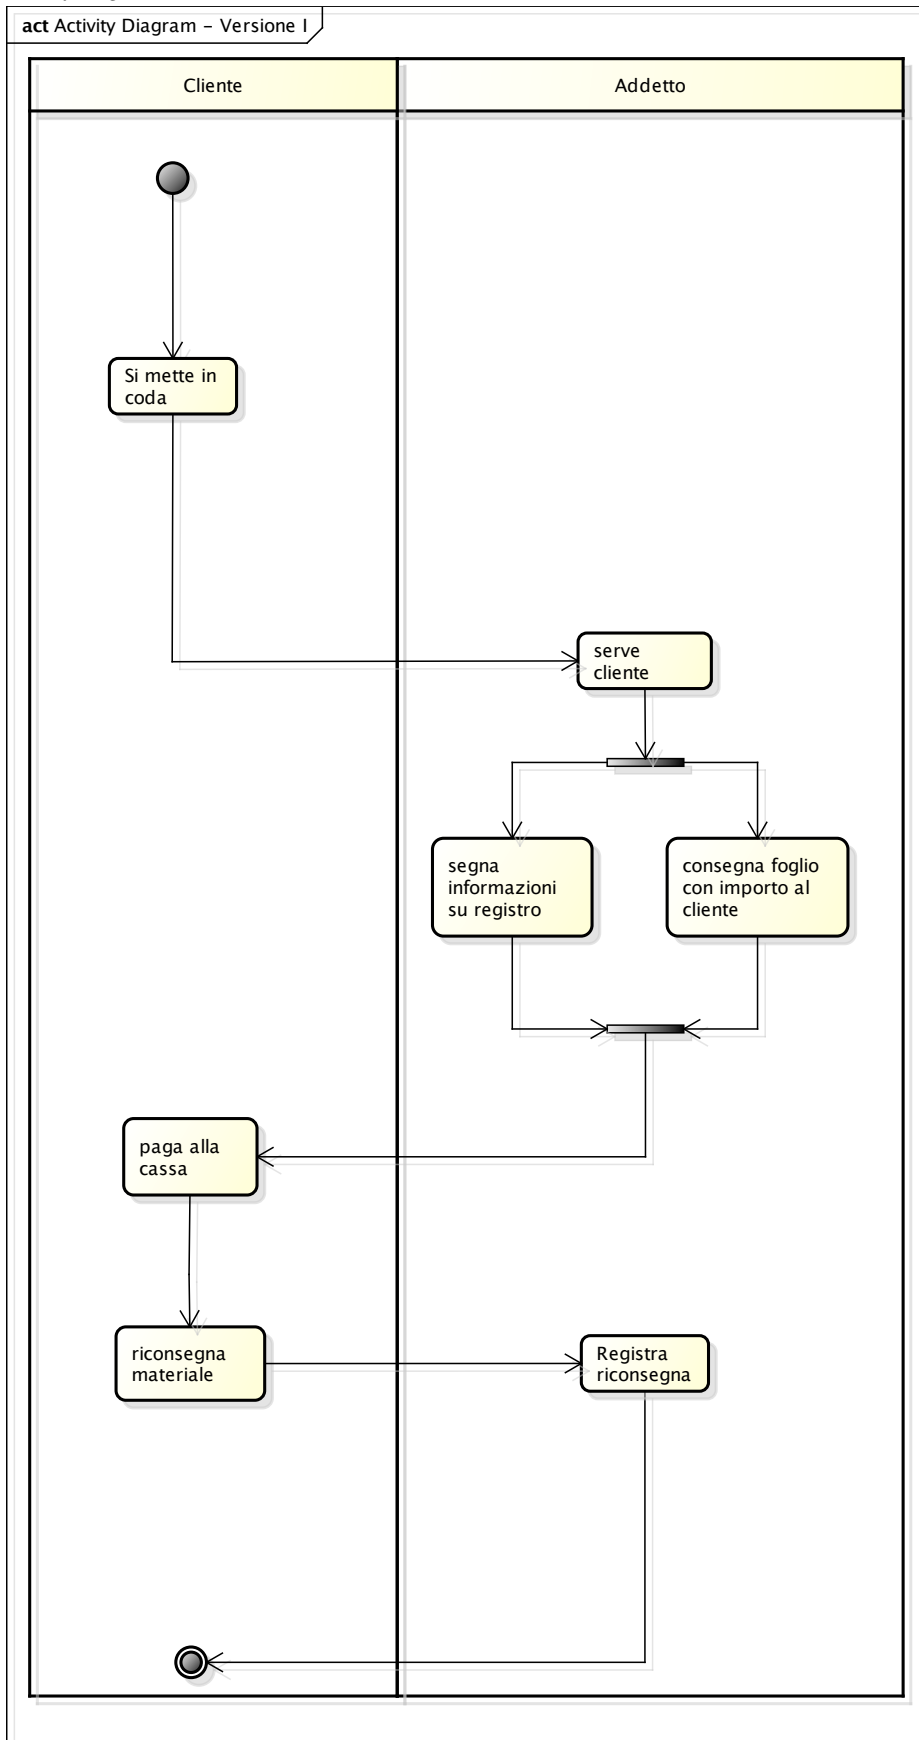 act Activity Diagram – Versione I
Cliente
Addetto
Si mette in
coda
serve
cliente
segna
informazioni
su registro
consegna foglio
con importo al
cliente
paga alla
cassa
riconsegna
materiale
Registra
riconsegna